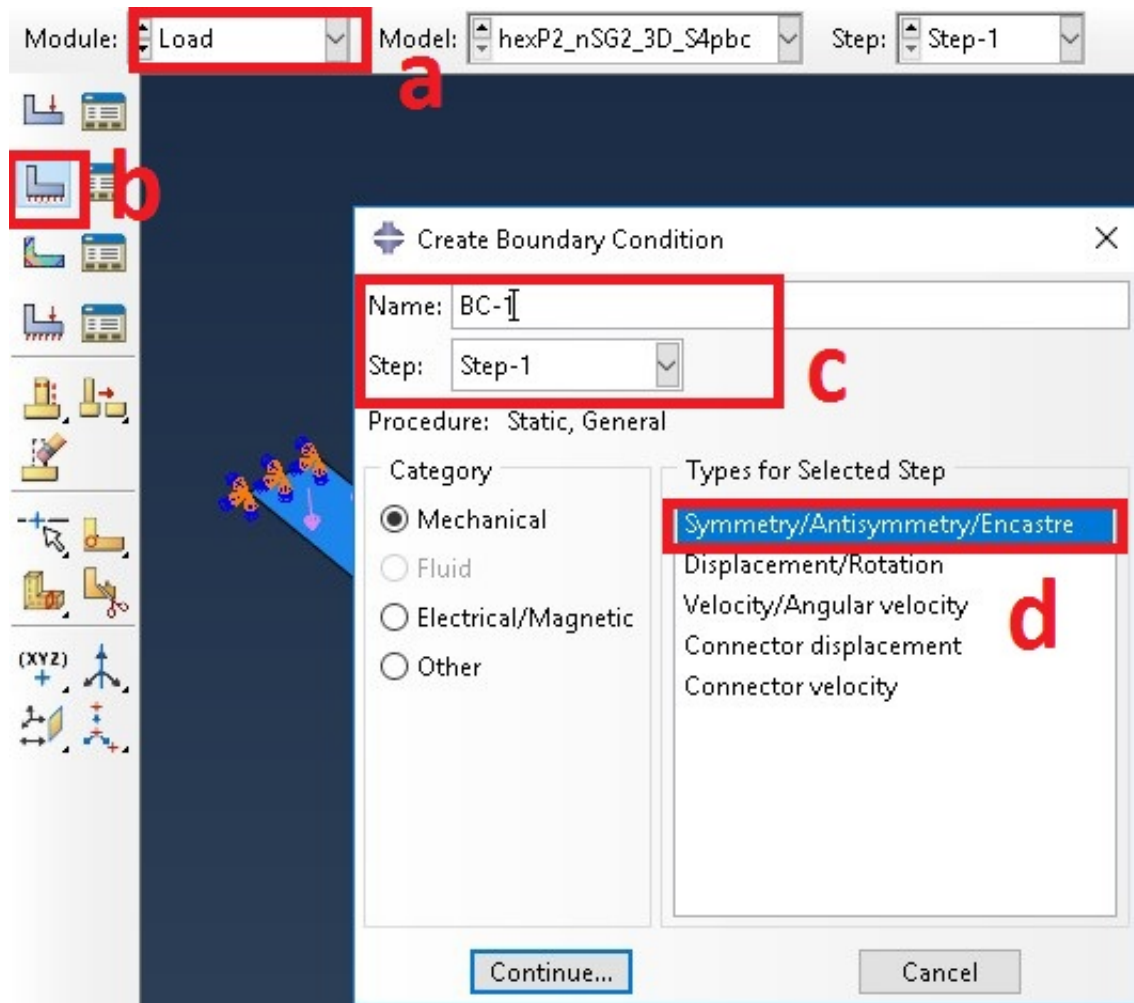 Module: Load Model: hexP2_nSG2_3D_S4pbc Step: Step-1
a
b
Create Boundary Condition
Name: BC-1
Step: Step-1
c
Procedure: Static, General
Category
Types for Selected Step
Mechanical
Symmetry/Antisymmetry/Encastre
Fluid
Displacement/Rotation
Electrical/Magnetic
Velocity/Angular velocity
d
Other
Connector displacement
Connector velocity
(XYZ)
Continue... Cancel